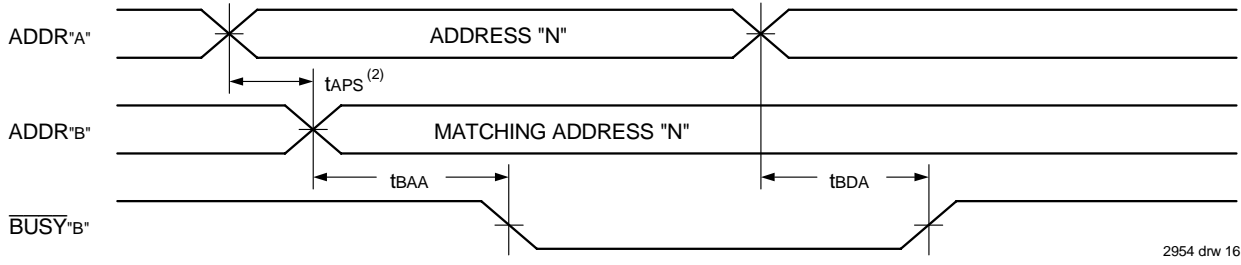 ADDR"A"
ADDRESS "N"
tAPS (2)
ADDR"B"
MATCHING ADDRESS "N"
tBAA
tBDA
BUSY"B"
2954 drw 16